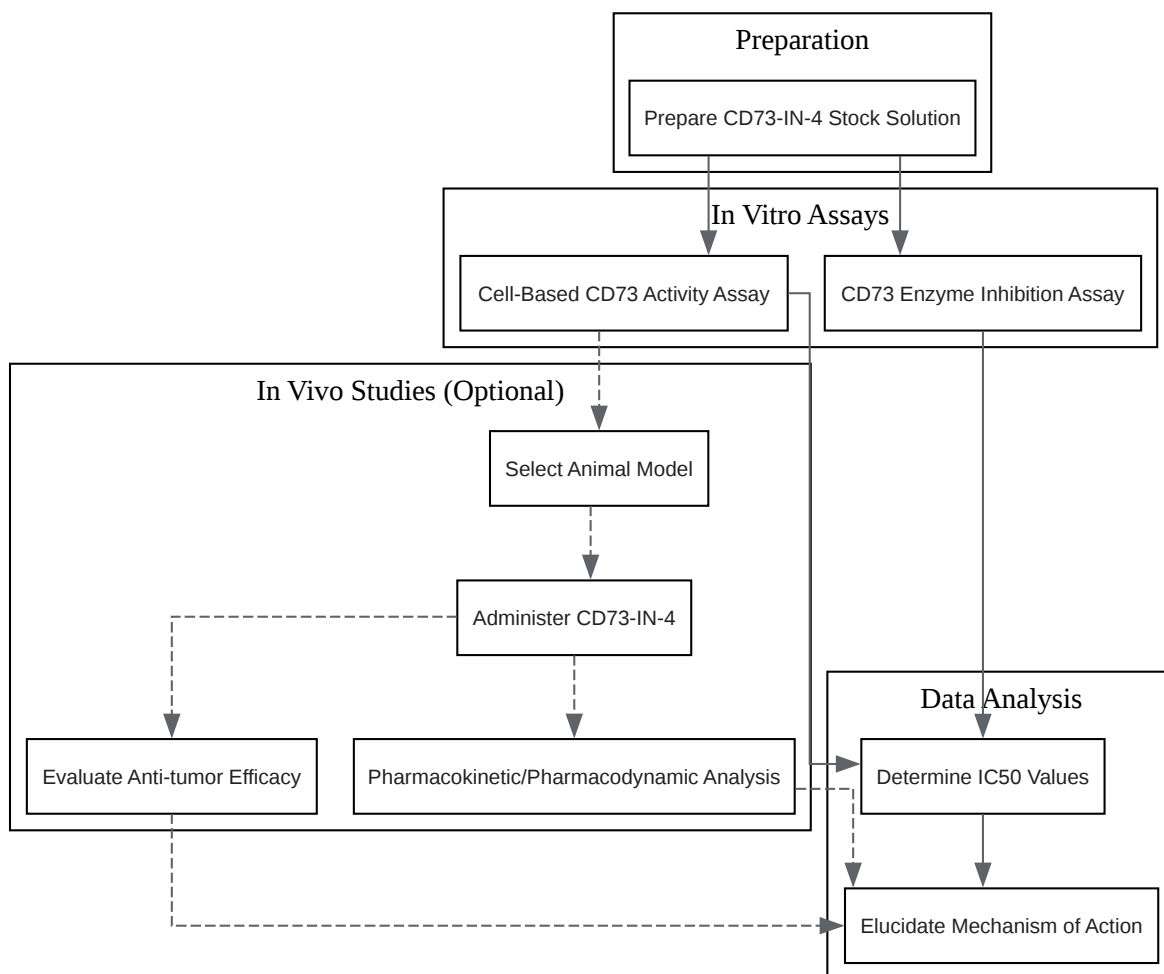 Preparation
Prepare CD73-IN-4 Stock Solution
In Vitro Assays
Cell-Based CD73 Activity Assay
CD73 Enzyme Inhibition Assay
In Vivo Studies (Optional)
Select Animal Model
Administer CD73-IN-4
Evaluate Anti-tumor Efficacy
Pharmacokinetic/Pharmacodynamic Analysis
Data Analysis
Determine IC50 Values
Elucidate Mechanism of Action